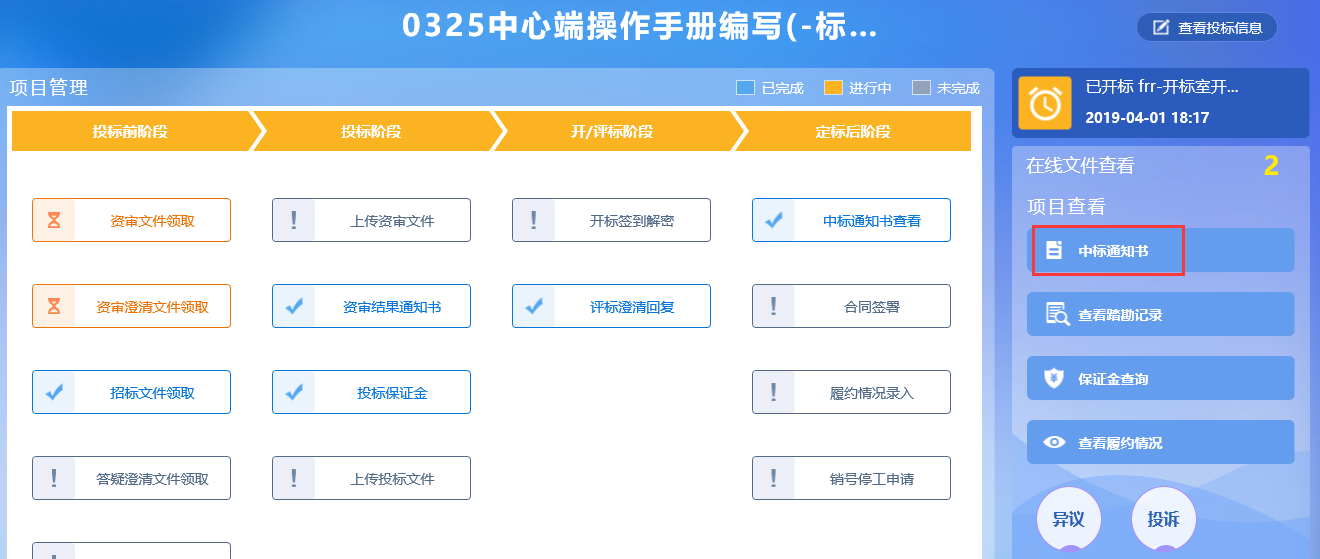 0325中心端操作手册编写(-标...
查看投标信息
项目管理
已完成 进行中 未完成
投标前阶段 投标阶段 开/评标阶段 定标后阶段
资审文件领取 上传资审文件 开标签到解密 中标通知书查看
资审澄清文件领取 资审结果通知书 评标澄清回复 合同签署
招标文件领取 投标保证金 履约情况录入
答疑澄清文件领取 上传投标文件 销号停工申请
已开标 frr-开标室开...
2019-04-01 18:17
在线文件查看 2
项目查看
中标通知书
查看踏勘记录
保证金查询
查看履约情况
异议 投诉